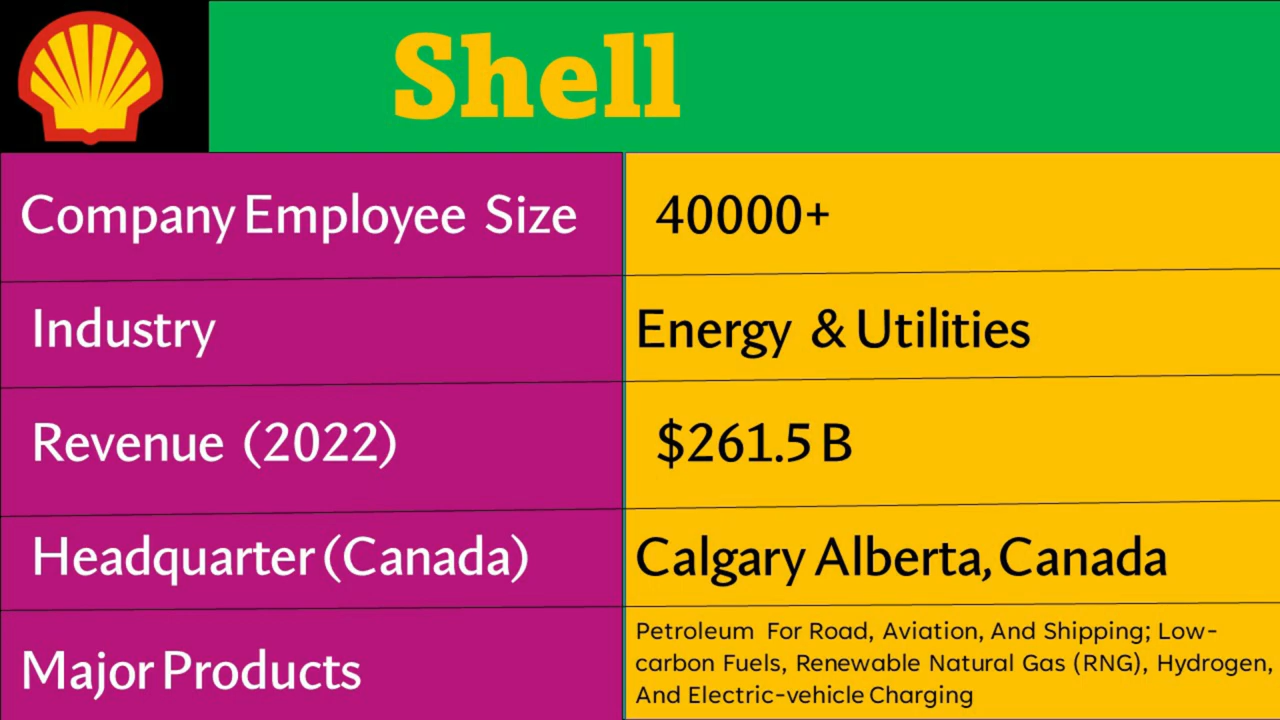 Shell
Company Employee Size
40000+
Industry
Energy & Utilities
Revenue (2022)
$261.5 B
Headquarter (Canada)
Calgary Alberta, Canada
Major Products
Petroleum For Road, Aviation, And Shipping; Low-
carbon Fuels, Renewable Natural Gas (RNG), Hydrogen,
And Electric-vehicle Charging